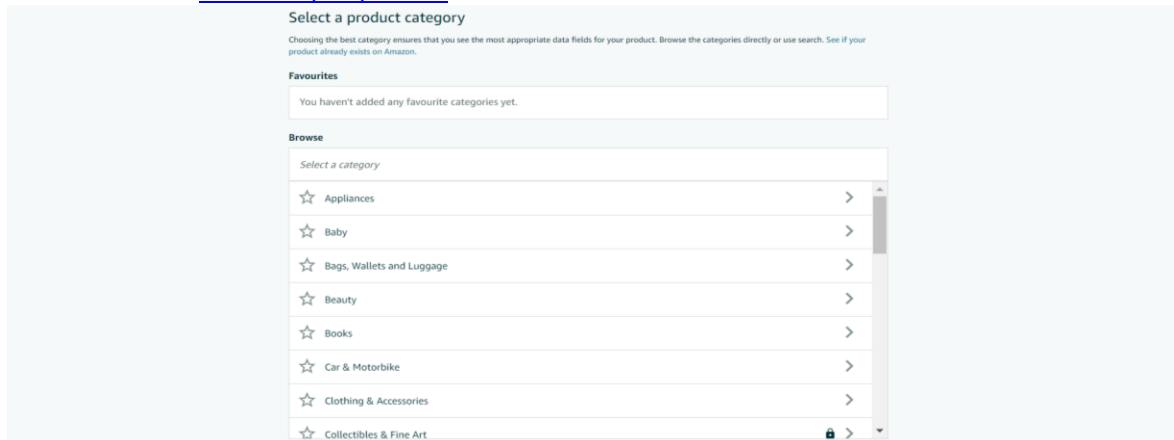 Select a product category
Choosing the best category ensures that you see the most appropriate data fields for your product. Browse the categories directly or use search. See if your
product already exists on Amazon.
Favourites
You haven't added any favourite categories yet.
Browse
Select a category
Appliances
Baby
Bags, Wallets and Luggage
Beauty
Books
Car & Motorbike
Clothing & Accessories
Collectibles & Fine Art